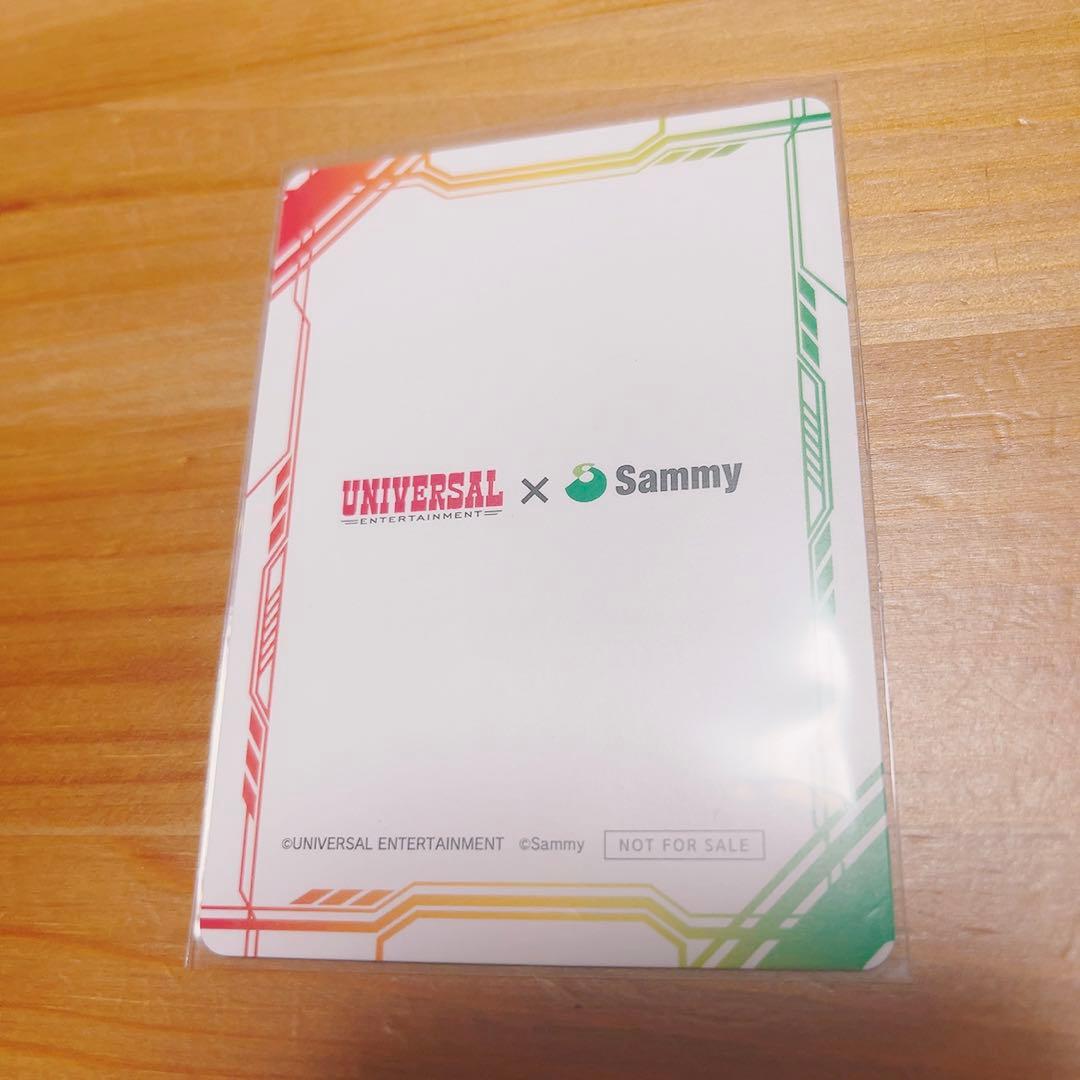 UNIVERSAL × Sammy
ENTERTAINMENT
©UNIVERSAL ENTERTAINMENT ©Sammy NOT FOR SALE